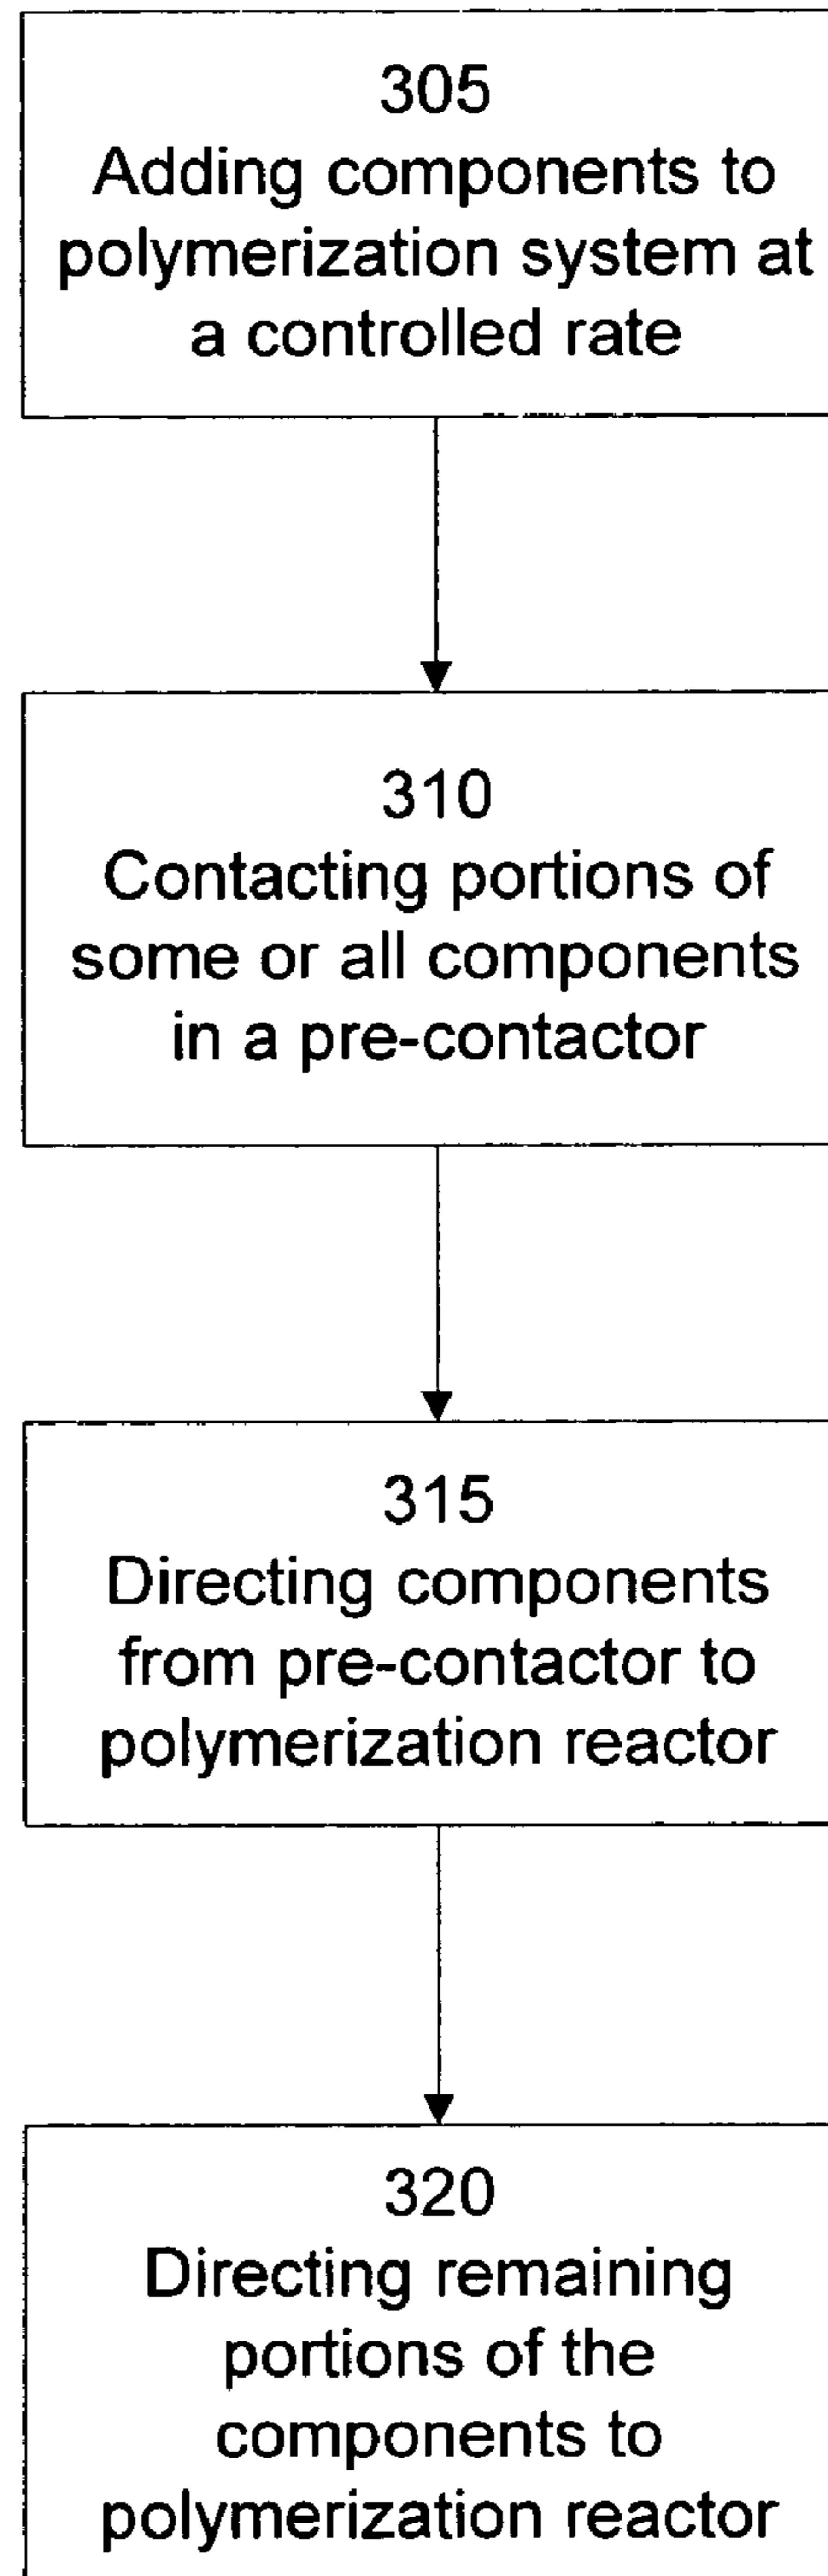 305
Adding components to
polymerization system at
a controlled rate
310
Contacting portions of
some or all components
in a pre-contactor
315
Directing components
from pre-contactor to
polymerization reactor
320
Directing remaining
portions of the
components to
polymerization reactor